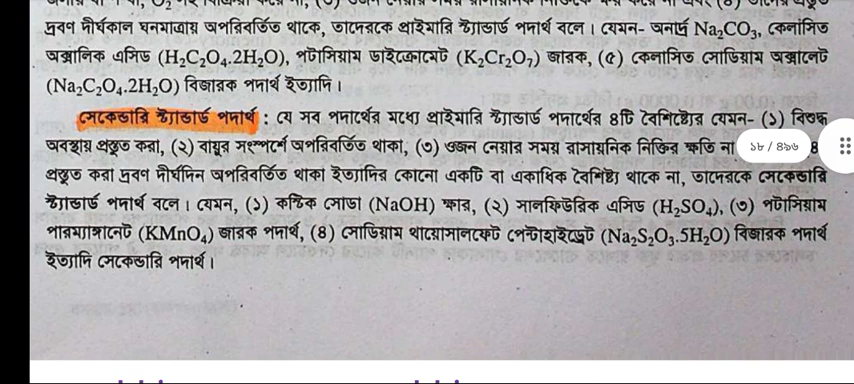 দ্রবণ দীর্ঘকাল ঘনমাত্রায় অপরিবর্তিত থাকে, তাদেরকে প্রাইমারি স্ট্যান্ডার্ড পদার্থ বলে। যেমন- অনার্দ্র Na₂CO₃, কেলাসিত
অক্সালিক এসিড (H₂C₂O₄.2H₂O), পটাসিয়াম ডাইক্রোমেট (K₂Cr₂O₇) জারক, (৫) কেলাসিত সোডিয়াম অক্সালেট
(Na₂C₂O₄.2H₂O) বিজারক পদার্থ ইত্যাদি।
সেকেন্ডারি স্ট্যান্ডার্ড পদার্থ : যে সব পদার্থের মধ্যে প্রাইমারি স্ট্যান্ডার্ড পদার্থের ৪টি বৈশিষ্ট্যের যেমন- (১) বিশুদ্ধ
অবস্থায় প্রস্তুত করা, (২) বায়ুর সংস্পর্শে অপরিবর্তিত থাকা, (৩) ওজন নেয়ার সময় রাসায়নিক নিক্তির ক্ষতি না ১৮ / ৪৯৬ ৪
প্রস্তুত করা দ্রবণ দীর্ঘদিন অপরিবর্তিত থাকা ইত্যাদির কোনো একটি বা একাধিক বৈশিষ্ট্য থাকে না, তাদেরকে সেকেন্ডারি
স্ট্যান্ডার্ড পদার্থ বলে। যেমন, (১) কস্টিক সোডা (NaOH) ক্ষার, (২) সালফিউরিক এসিড (H₂SO₄), (৩) পটাসিয়াম
পারম্যাঙ্গানেট (KMnO₄) জারক পদার্থ, (৪) সোডিয়াম থায়োসালফেট পেন্টাহাইড্রেট (Na₂S₂O₃.5H₂O) বিজারক পদার্থ
ইত্যাদি সেকেন্ডারি পদার্থ।